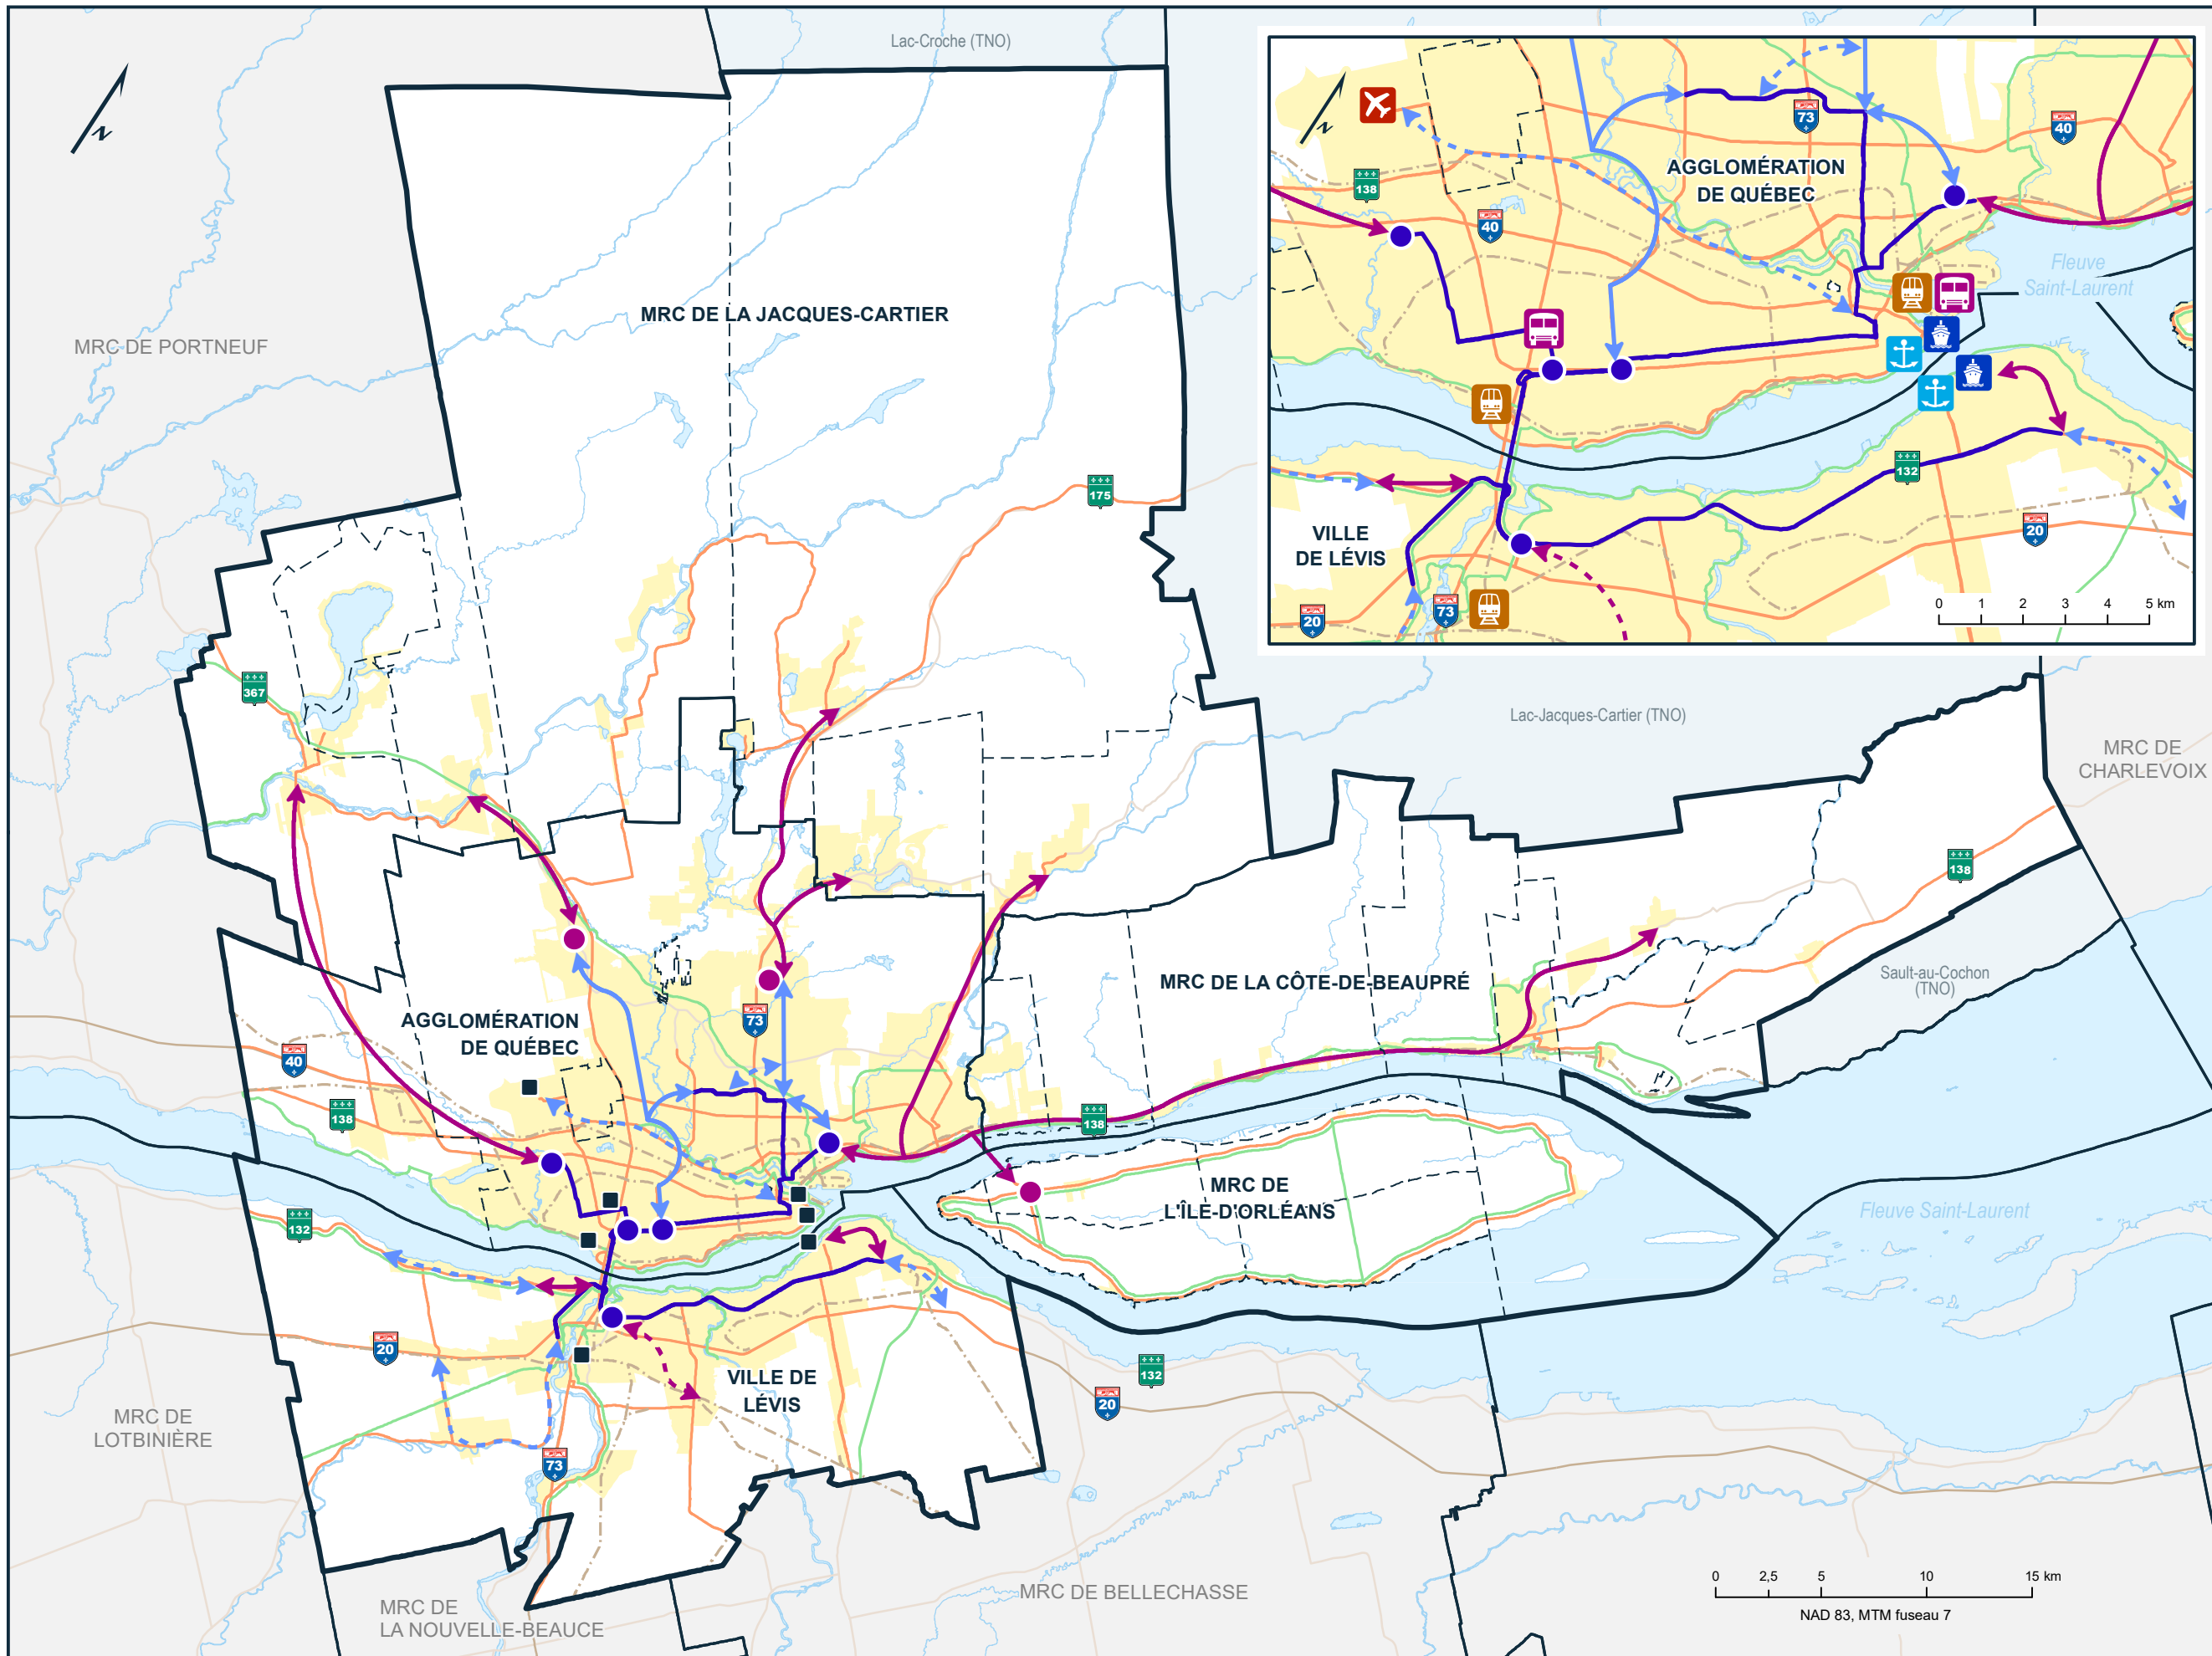 Lac-Croche (TNO)
N
MRC DE LA JACQUES-CARTIER
MRC DE PORTNEUF
175
367
N
138
40
73
40
AGGLOMÉRATION
DE QUÉBEC
Fleuve
Saint-Laurent
132
VILLE
DE LÉVIS
20
73
20
0 1 2 3 4 5 km
Lac-Jacques-Cartier (TNO)
MRC DE
CHARLEVOIX
138
MRC DE LA CÔTE-DE-BEAUPRÉ
Sault-au-Cochon
(TNO)
AGGLOMÉRATION
DE QUÉBEC
73
40
138
138
MRC DE
L'ÎLE-D'ORLÉANS
Fleuve Saint-Laurent
132
20
VILLE DE
LÉVIS
132
20
MRC DE
LOTBINIÈRE
73
MRC DE
LA NOUVELLE-BEAUCE
MRC DE BELLECHASSE
0 2,5 5 10 15 km
NAD 83, MTM fuseau 7